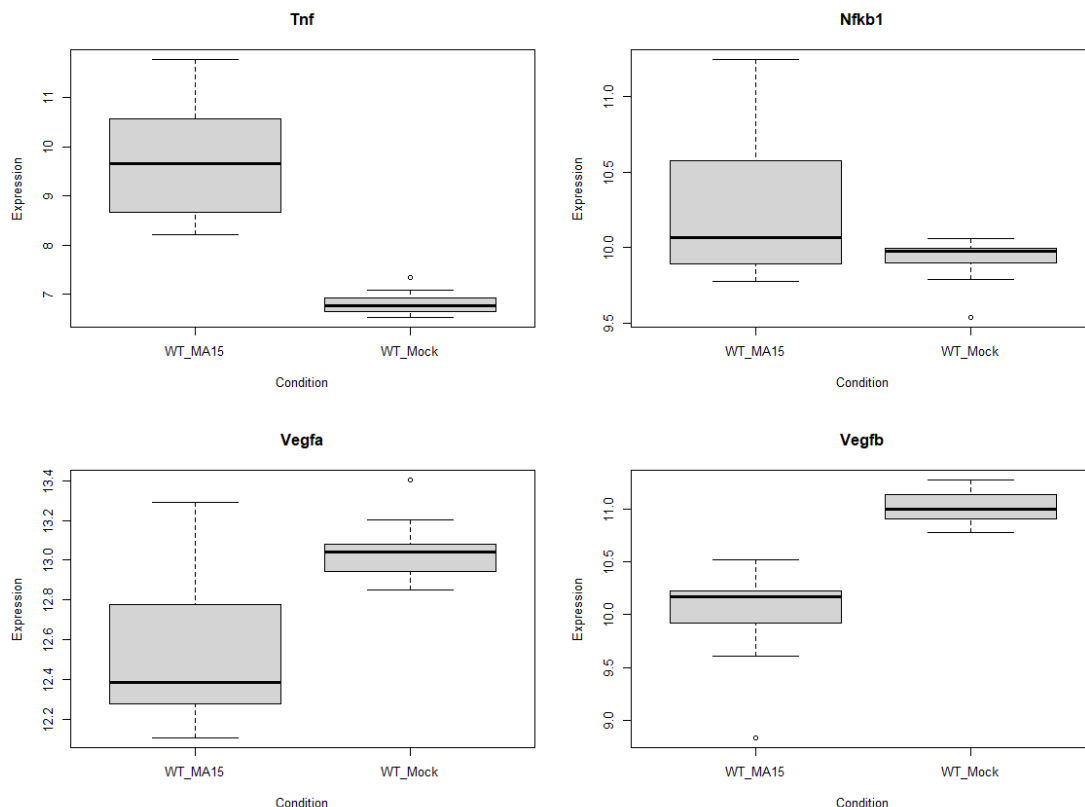 Tnf
Expression
11
10
9
8
7
WT_MA15 WT_Mock
Condition
Nfkb1
Expression
11.0
10.5
10.0
9.5
WT_MA15 WT_Mock
Condition
Vegfa
Expression
13.4
13.2
13.0
12.8
12.6
12.4
12.2
WT_MA15 WT_Mock
Condition
Vegfb
Expression
11.0
10.5
10.0
9.5
9.0
WT_MA15 WT_Mock
Condition